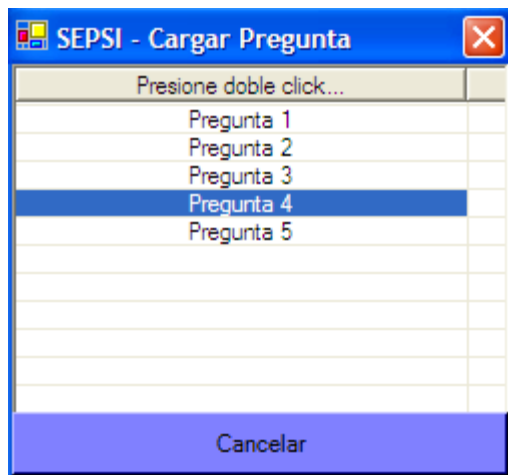 SEPSI - Cargar Pregunta
Presione doble click...
Pregunta 1
Pregunta 2
Pregunta 3
Pregunta 4
Pregunta 5
Cancelar